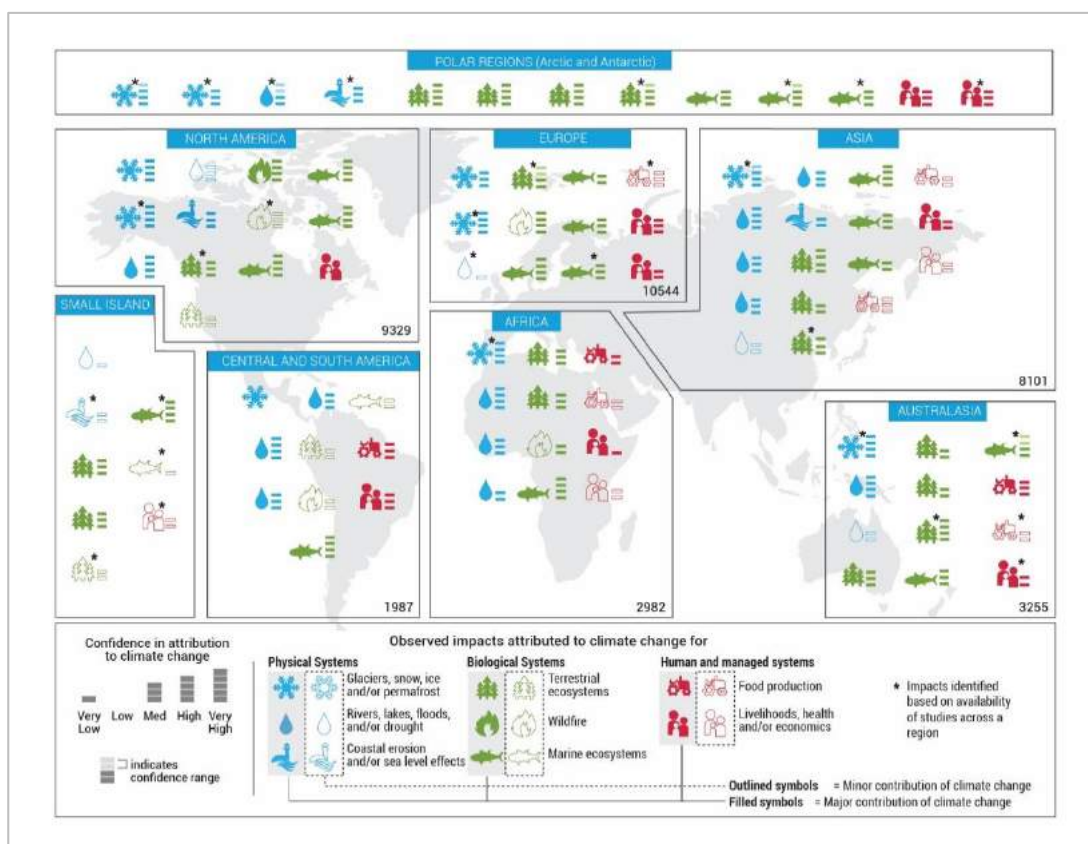 POLAR REGIONS (Arctic and Antarctic)
NORTH AMERICA
EUROPE
ASIA
10544
SMALL ISLAND
9329
CENTRAL AND SOUTH AMERICA
AFRICA
8101
AUSTRALASIA
1987
2982
3255
Confidence in attribution
to climate change
Very
Low
Low
Med
High
Very
High
indicates
confidence range
Observed impacts attributed to climate change for
Physical Systems
Glaciers, snow, ice
and/or permafrost
Rivers, lakes, floods,
and/or drought
Coastal erosion
and/or sea level effects
Biological Systems
Terrestrial
ecosystems
Wildfire
Marine ecosystems
Human and managed systems
Food production
Livelihoods, health
and/or economics
* Impacts identified
based on availability
of studies across a
region
Outlined symbols = Minor contribution of climate change
Filled symbols = Major contribution of climate change